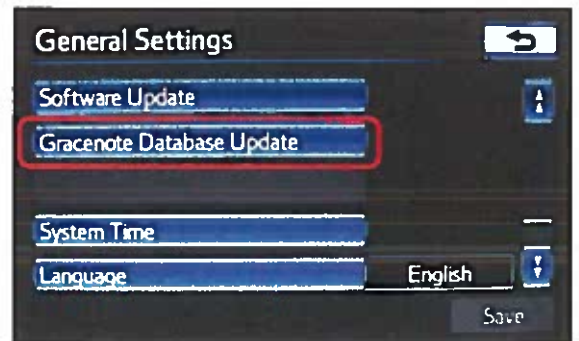 General Settings
Software Update
Gracenote Database Update
System Time
Language English
Save